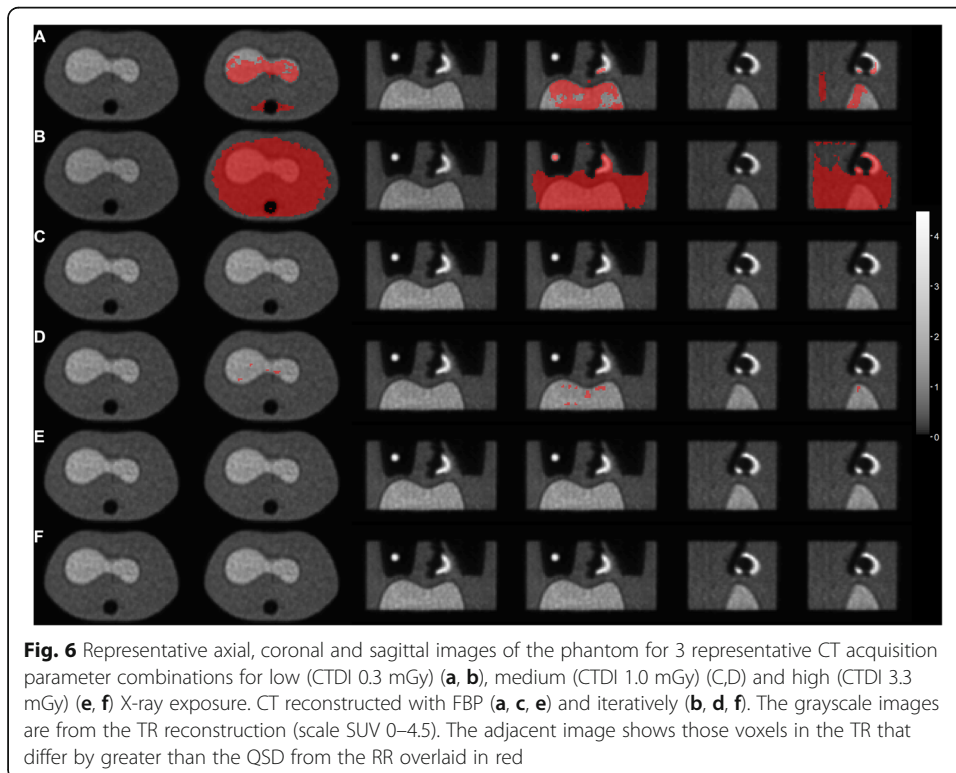 A
B
C
D
E
F
4
3
2
1
0
Fig. 6 Representative axial, coronal and sagittal images of the phantom for 3 representative CT acquisition
parameter combinations for low (CTDI 0.3 mGy) (a, b), medium (CTDI 1.0 mGy) (C,D) and high (CTDI 3.3
mGy) (e, f) X-ray exposure. CT reconstructed with FBP (a, c, e) and iteratively (b, d, f). The grayscale images
are from the TR reconstruction (scale SUV 0–4.5). The adjacent image shows those voxels in the TR that
differ by greater than the QSD from the RR overlaid in red